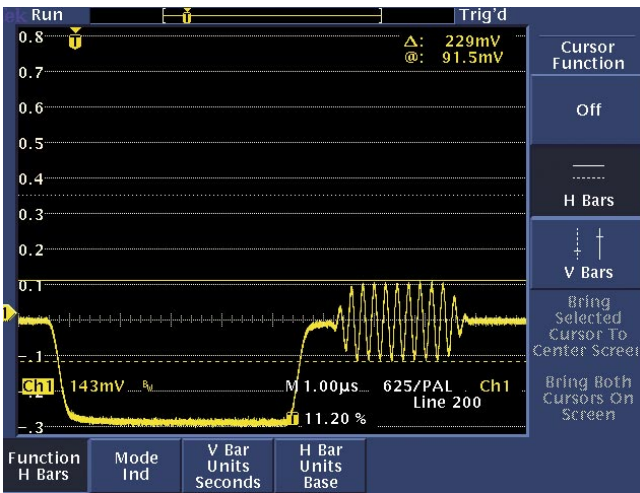 ek Run Trig'd
0.8
T
T
Δ: 229mV
@: 91.5mV
0.7
0.6
0.5
0.4
0.3
0.2
0.1
1
-.1
Ch1 143mV BW M 1.00µs 625/PAL Ch1
Line 200
-.2
T 11.20 %
-.3
Cursor
Function
Off
H Bars
V Bars
Bring
Selected
Cursor To
Center Screen
Bring Both
Cursors On
Screen
Function
H Bars
Mode
Ind
V Bar
Units
Seconds
H Bar
Units
Base